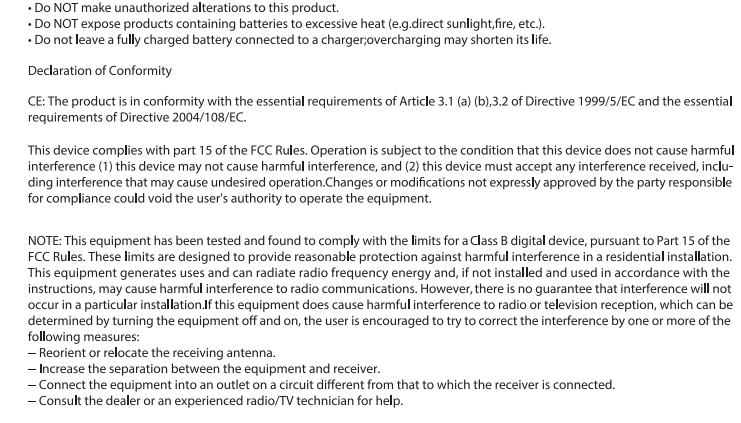 • Do NOT make unauthorized alterations to this product.
• Do NOT expose products containing batteries to excessive heat (e.g.direct sunlight,fire, etc.).
• Do not leave a fully charged battery connected to a charger;overcharging may shorten its life.
Declaration of Conformity
CE: The product is in conformity with the essential requirements of Article 3.1 (a) (b),3.2 of Directive 1999/5/EC and the essential
requirements of Directive 2004/108/EC.
This device complies with part 15 of the FCC Rules. Operation is subject to the condition that this device does not cause harmful
interference (1) this device may not cause harmful interference, and (2) this device must accept any interference received, inclu-
ding interference that may cause undesired operation.Changes or modifications not expressly approved by the party responsible
for compliance could void the user's authority to operate the equipment.
NOTE: This equipment has been tested and found to comply with the limits for a Class B digital device, pursuant to Part 15 of the
FCC Rules. These limits are designed to provide reasonable protection against harmful interference in a residential installation.
This equipment generates uses and can radiate radio frequency energy and, if not installed and used in accordance with the
instructions, may cause harmful interference to radio communications. However, there is no guarantee that interference will not
occur in a particular installation.If this equipment does cause harmful interference to radio or television reception, which can be
determined by turning the equipment off and on, the user is encouraged to try to correct the interference by one or more of the
following measures:
— Reorient or relocate the receiving antenna.
— Increase the separation between the equipment and receiver.
— Connect the equipment into an outlet on a circuit different from that to which the receiver is connected.
— Consult the dealer or an experienced radio/TV technician for help.